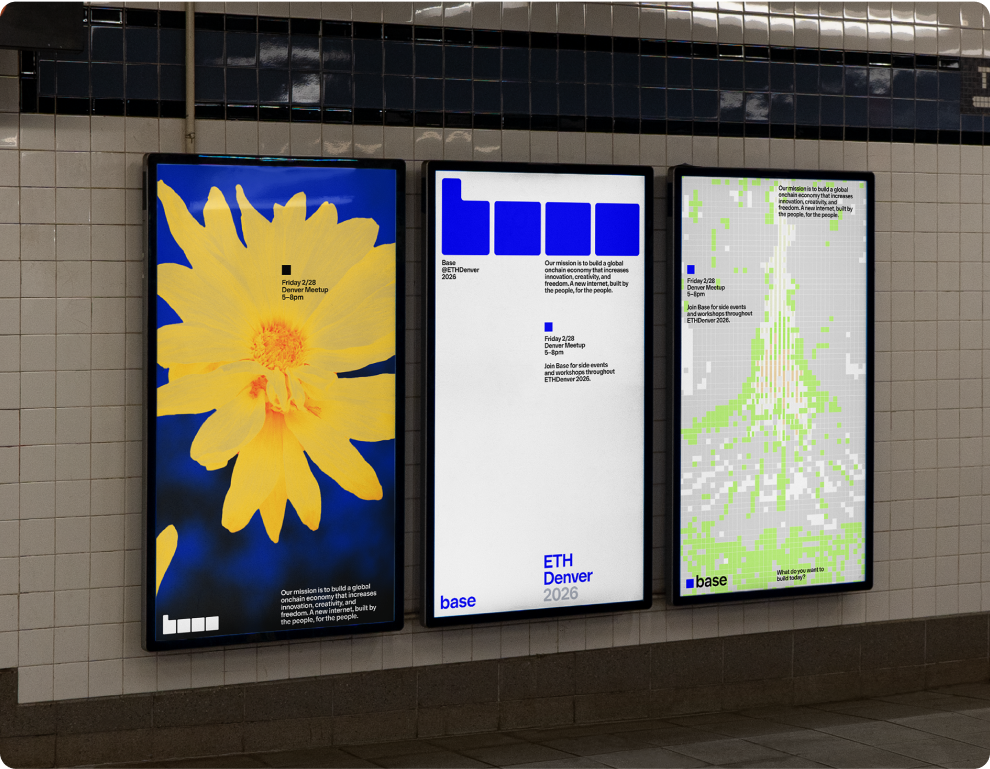 Friday 2/28
Denver Meetup
5–8pm
Our mission is to build a global
onchain economy that increases
innovation, creativity, and
freedom. A new internet, built by
the people, for the people.
Base
@ETHDenver
2026
Our mission is to build a global
onchain economy that increases
innovation, creativity, and
freedom. A new internet, built by
the people, for the people.
Friday 2/28
Denver Meetup
5–8pm
Join Base for side events
and workshops throughout
ETHDenver 2026.
ETH
Denver
2026
base
Our mission is to build a global
onchain economy that increases
innovation, creativity, and
freedom. A new internet, built by
the people, for the people.
Friday 2/28
Denver Meetup
5–8pm
Join Base for side events
and workshops throughout
ETHDenver 2026.
base
What do you want to
build today?